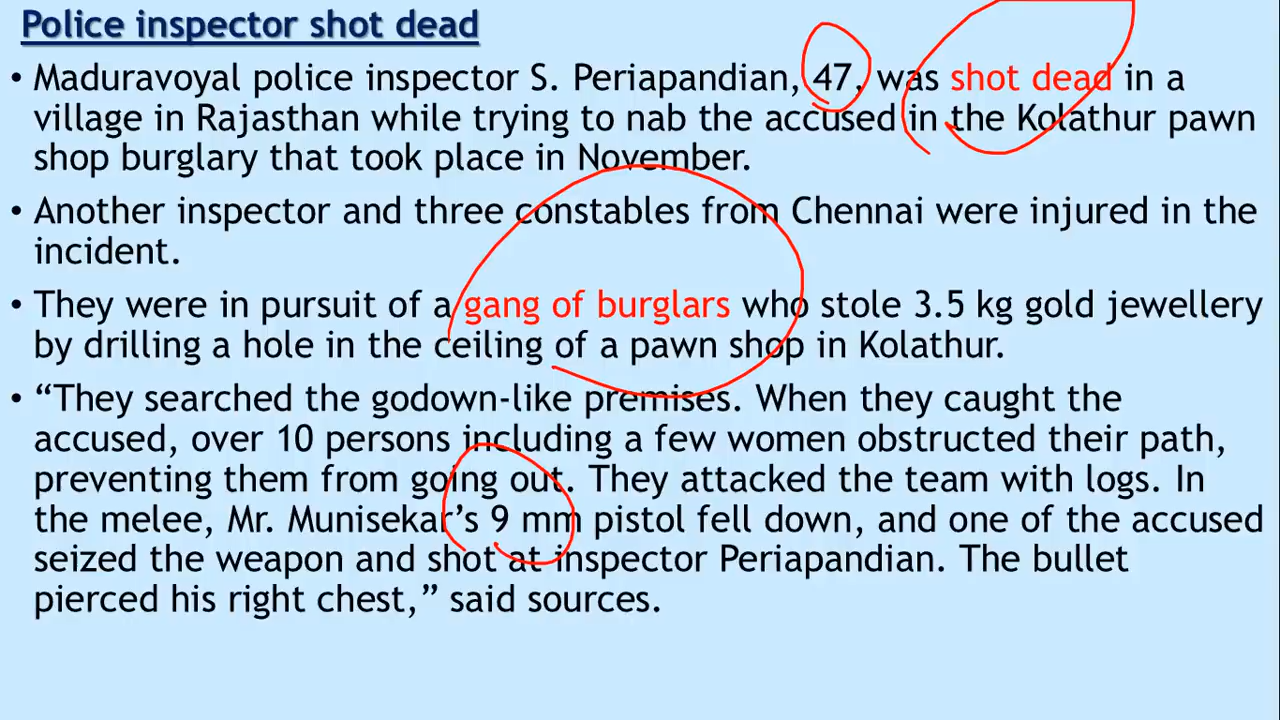 Police inspector shot dead
• Maduravoyal police inspector S. Periapandian, 47, was shot dead in a
village in Rajasthan while trying to nab the accused in the Kolathur pawn
shop burglary that took place in November.
• Another inspector and three constables from Chennai were injured in the
incident.
• They were in pursuit of a gang of burglars who stole 3.5 kg gold jewellery
by drilling a hole in the ceiling of a pawn shop in Kolathur.
• “They searched the godown-like premises. When they caught the
accused, over 10 persons including a few women obstructed their path,
preventing them from going out. They attacked the team with logs. In
the melee, Mr. Munisekar’s 9 mm pistol fell down, and one of the accused
seized the weapon and shot at inspector Periapandian. The bullet
pierced his right chest,” said sources.